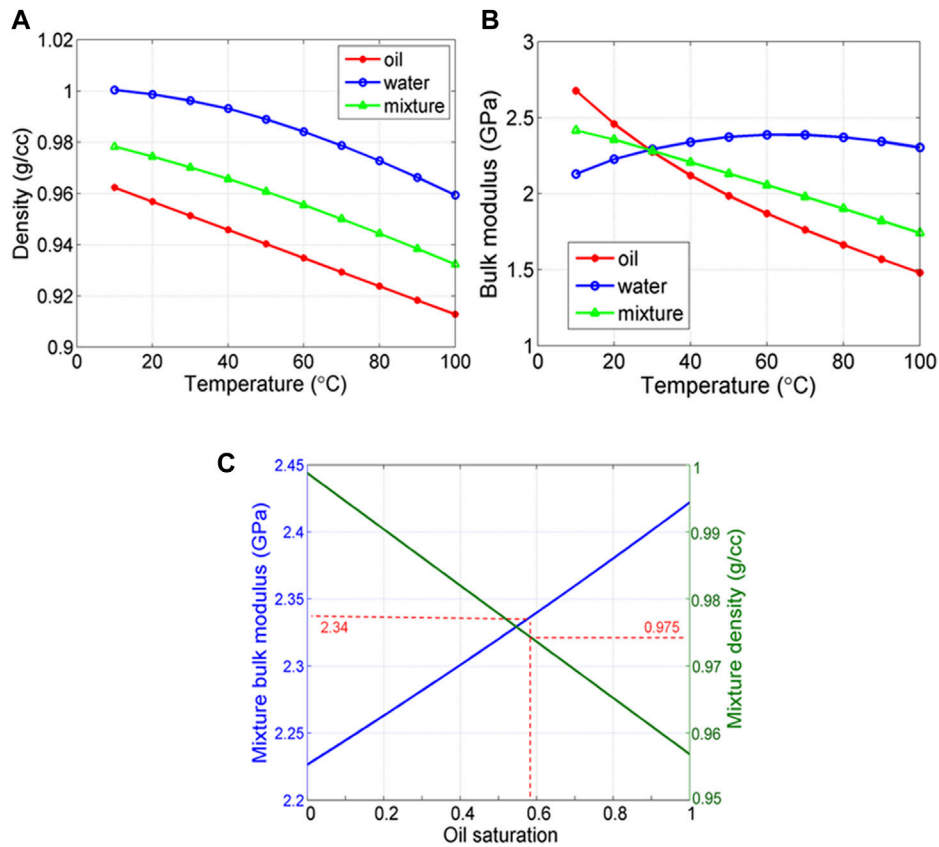 A
1.02
1
0.98
0.96
0.94
0.92
0.9
0
20
40
60
80
100
Density (g/cc)
Temperature (°C)
oil
water
mixture
B
3
2.5
2
1.5
1
0
20
40
60
80
100
Bulk modulus (GPa)
Temperature (°C)
oil
water
mixture
C
2.45
2.4
2.35
2.3
2.25
2.2
Mixture bulk modulus (GPa)
1
0.99
0.98
0.97
0.96
0.95
Mixture density (g/cc)
2.34
0.975
0
0.2
0.4
0.6
0.8
1
Oil saturation